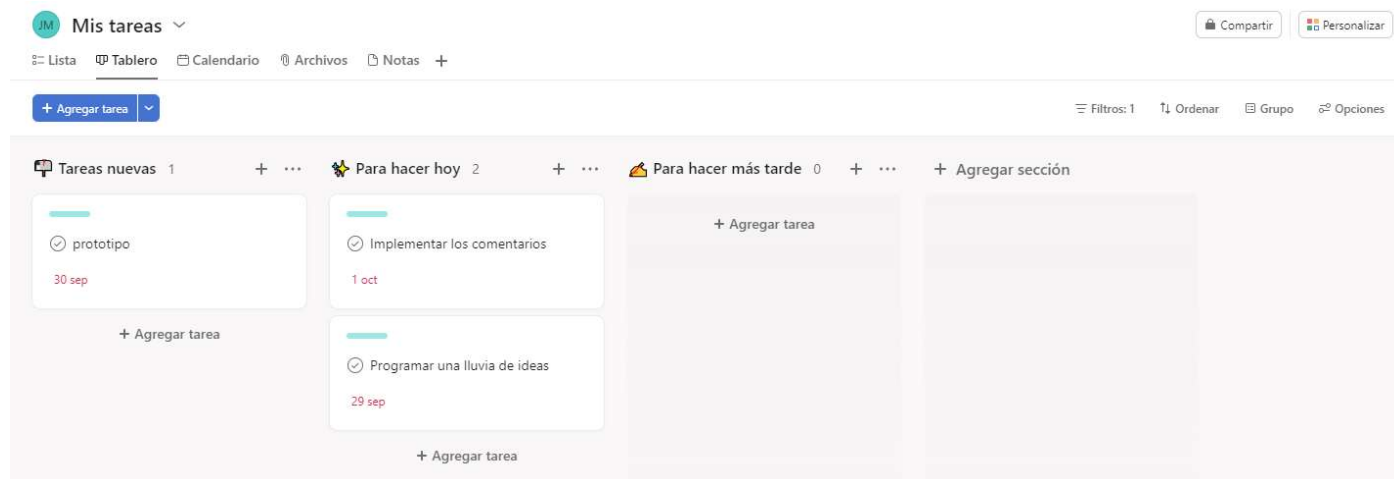 JM Mis tareas
Compartir Personalizar
Lista Tablero Calendario Archivos Notas +
+ Agregar tarea
Filtros: 1 Ordenar Grupo Opciones
Tareas nuevas 1 + ...
prototipo
30 sep
+ Agregar tarea
Para hacer hoy 2 + ...
Implementar los comentarios
1 oct
Programar una lluvia de ideas
29 sep
+ Agregar tarea
Para hacer más tarde 0 + ...
+ Agregar tarea
+ Agregar sección